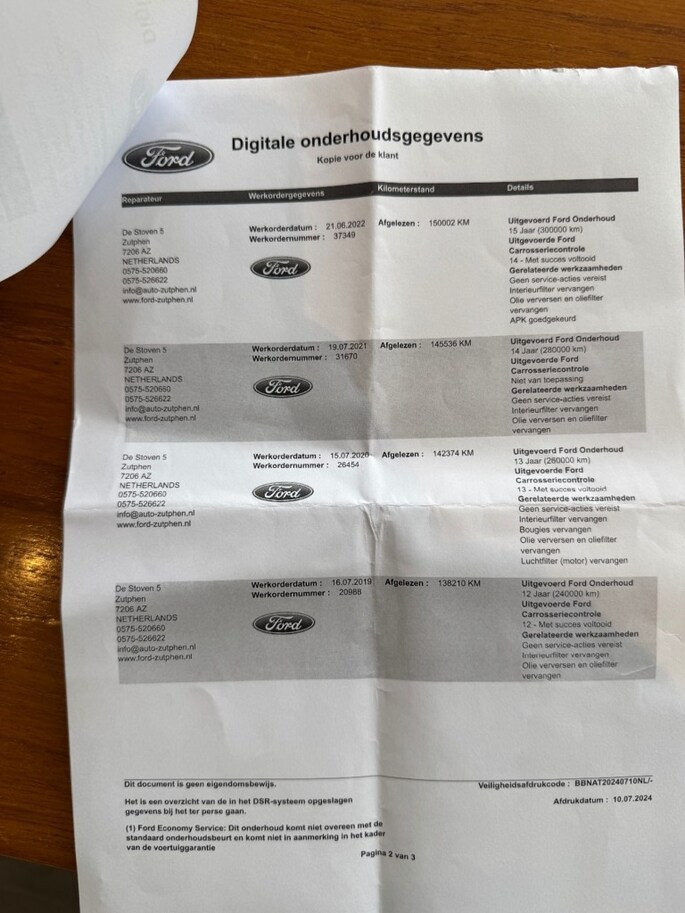 Ford
Digitale onderhoudsgegevens
Kopie voor de klant
Reparateur Werkordergegevens Kilometerstand Details
De Stoven 5
Zutphen
7206 AZ
NETHERLANDS
0575-520660
0575-526622
info@auto-zutphen.nl
www.ford-zutphen.nl
Werkorderdatum : 21.06.2022
Werkordernummer : 37349
Ford
Afgelezen : 150002 KM
Uitgevoerd Ford Onderhoud
15 Jaar (300000 km)
Uitgevoerde Ford
Carrosseriecontrole
14 - Met succes voltooid
Gerelateerde werkzaamheden
Geen service-acties vereist
Interieurfilter vervangen
Olie verversen en oliefilter
vervangen
APK goedgekeurd
De Stoven 5
Zutphen
7206 AZ
NETHERLANDS
0575-520660
0575-526622
info@auto-zutphen.nl
www.ford-zutphen.nl
Werkorderdatum : 19.07.2021
Werkordernummer : 31670
Ford
Afgelezen : 145536 KM
Uitgevoerd Ford Onderhoud
14 Jaar (280000 km)
Uitgevoerde Ford
Carrosseriecontrole
Niet van toepassing
Gerelateerde werkzaamheden
Geen service-acties vereist
Interieurfilter vervangen
Olie verversen en oliefilter
vervangen
De Stoven 5
Zutphen
7206 AZ
NETHERLANDS
0575-520660
0575-526622
info@auto-zutphen.nl
www.ford-zutphen.nl
Werkorderdatum : 15.07.2020
Werkordernummer : 26454
Ford
Afgelezen : 142374 KM
Uitgevoerd Ford Onderhoud
13 Jaar (260000 km)
Uitgevoerde Ford
Carrosseriecontrole
13 - Met succes voltooid
Gerelateerde werkzaamheden
Geen service-acties vereist
Interieurfilter vervangen
Bougies vervangen
Olie verversen en oliefilter
vervangen
Luchtfilter (motor) vervangen
De Stoven 5
Zutphen
7206 AZ
NETHERLANDS
0575-520660
0575-526622
info@auto-zutphen.nl
www.ford-zutphen.nl
Werkorderdatum : 16.07.2019
Werkordernummer : 20988
Ford
Afgelezen : 138210 KM
Uitgevoerd Ford Onderhoud
12 Jaar (240000 km)
Uitgevoerde Ford
Carrosseriecontrole
12 - Met succes voltooid
Gerelateerde werkzaamheden
Geen service-acties vereist
Interieurfilter vervangen
Olie verversen en oliefilter
vervangen
Dit document is geen eigendomsbewijs.
Veiligheidsafdrukcode : BBNAT20240710NL/-
Het is een overzicht van de in het DSR-systeem opgeslagen
gegevens bij het ter perse gaan.
Afdrukdatum : 10.07.2024
(1) Ford Economy Service: Dit onderhoud komt niet overeen met de
standaard onderhoudsbeurt en komt niet in aanmerking in het kader
van de voertuiggarantie
Pagina 2 van 3